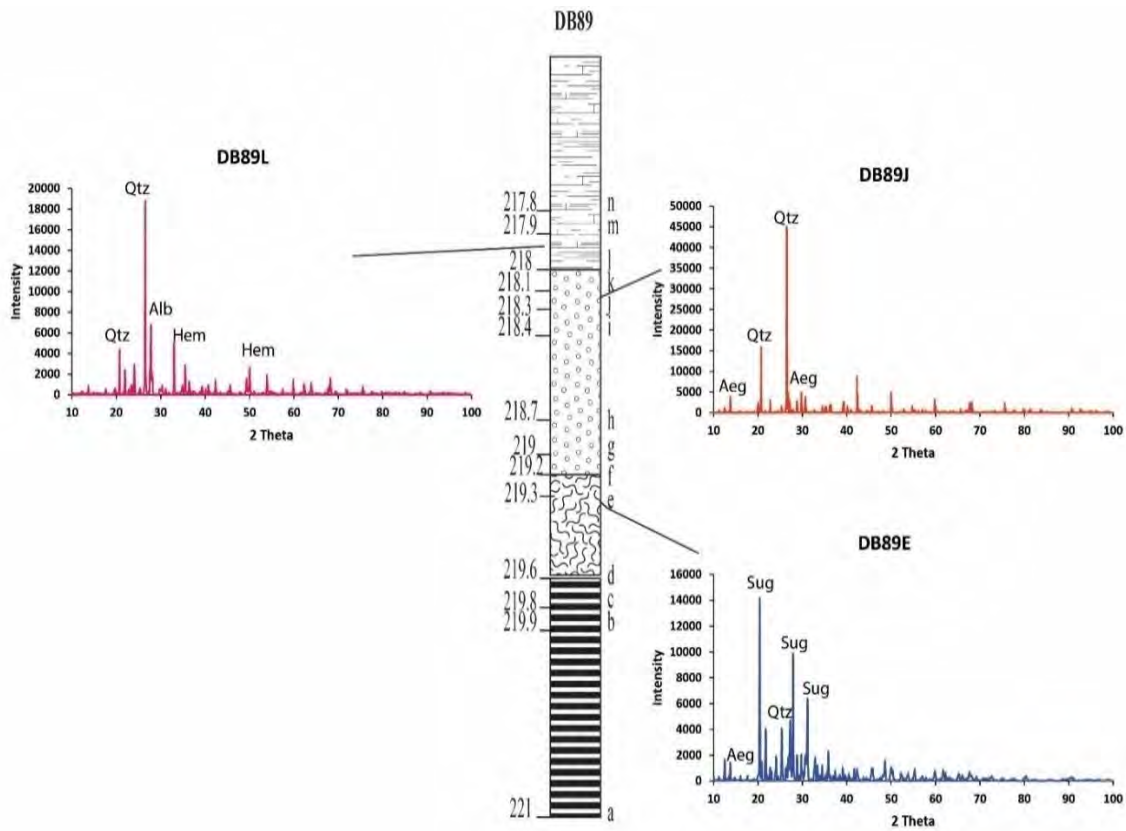 DB89
DB89L
20000
18000
16000
14000
12000
10000
8000
6000
4000
2000
0
Intensity
Qtz
Qtz
Alb
Hem
Hem
10 20 30 40 50 60 70 80 90 100
2 Theta
217.8 n
217.9 m
218 l
218.1 k
218.3 j
218.4 i
218.7 h
219 g
219.2 f
219.3 e
219.6 d
219.8 c
219.9 b
221 a
DB89J
50000
45000
40000
35000
30000
25000
20000
15000
10000
5000
0
Intensity
Qtz
Qtz
Aeg
Aeg
10 20 30 40 50 60 70 80 90 100
2 Theta
DB89E
16000
14000
12000
10000
8000
6000
4000
2000
0
Intensity
Sug
Sug
Sug
Qtz
Aeg
10 20 30 40 50 60 70 80 90 100
2 Theta